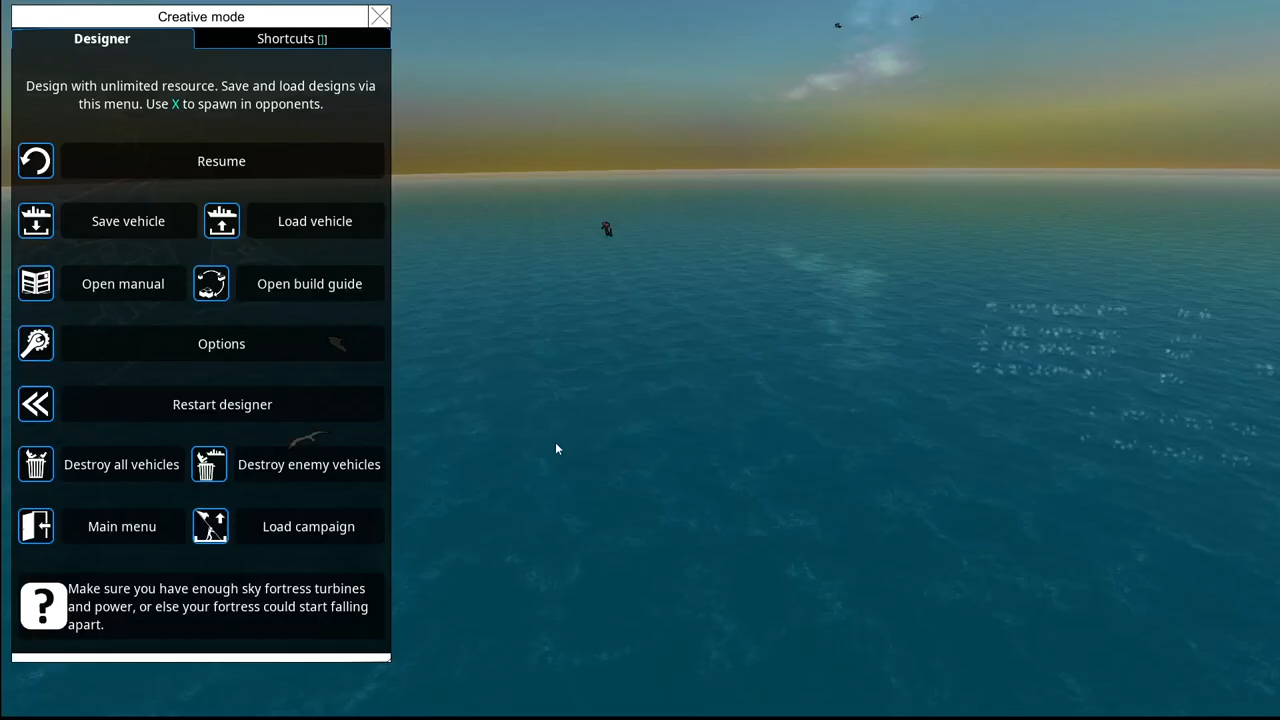 Creative mode
Designer
Shortcuts []]
Design with unlimited resource. Save and load designs via
this menu. Use X to spawn in opponents.
Resume
Save vehicle
Load vehicle
Open manual
Open build guide
Options
Restart designer
Destroy all vehicles
Destroy enemy vehicles
Main menu
Load campaign
?
Make sure you have enough sky fortress turbines
and power, or else your fortress could start falling
apart.